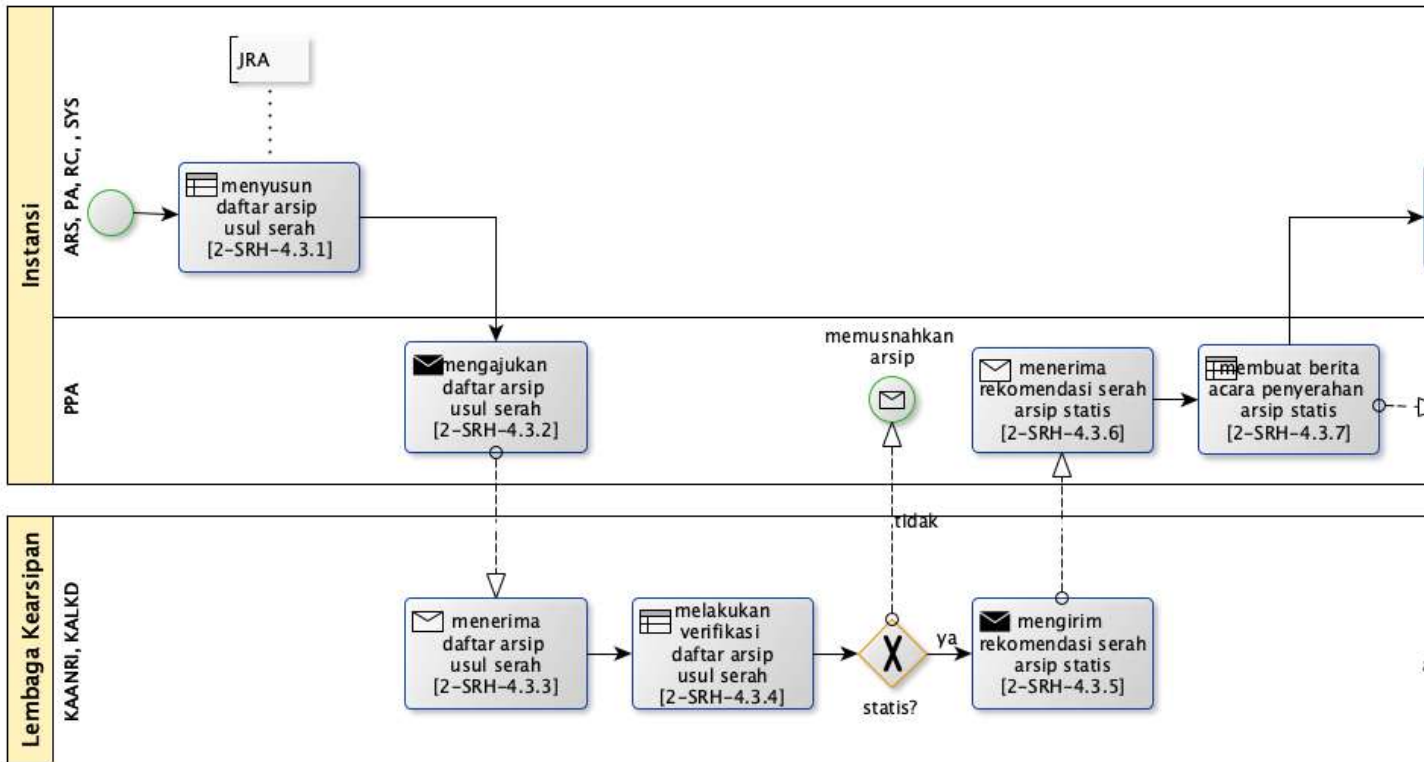 Instansi
ARS, PA, RC, , SYS
JRA
menyusun
daftar arsip
usul serah
[2-SRH-4.3.1]
PPA
mengajukan
daftar arsip
usul serah
[2-SRH-4.3.2]
memusnahkan
arsip
menerima
rekomendasi serah
arsip statis
[2-SRH-4.3.6]
membuat berita
acara penyerahan
arsip statis
[2-SRH-4.3.7]
Lembaga Kearsipan
KAANRI, KALKD
menerima
daftar arsip
usul serah
[2-SRH-4.3.3]
melakukan
verifikasi
daftar arsip
usul serah
[2-SRH-4.3.4]
tidak
X
statis?
ya
mengirim
rekomendasi serah
arsip statis
[2-SRH-4.3.5]